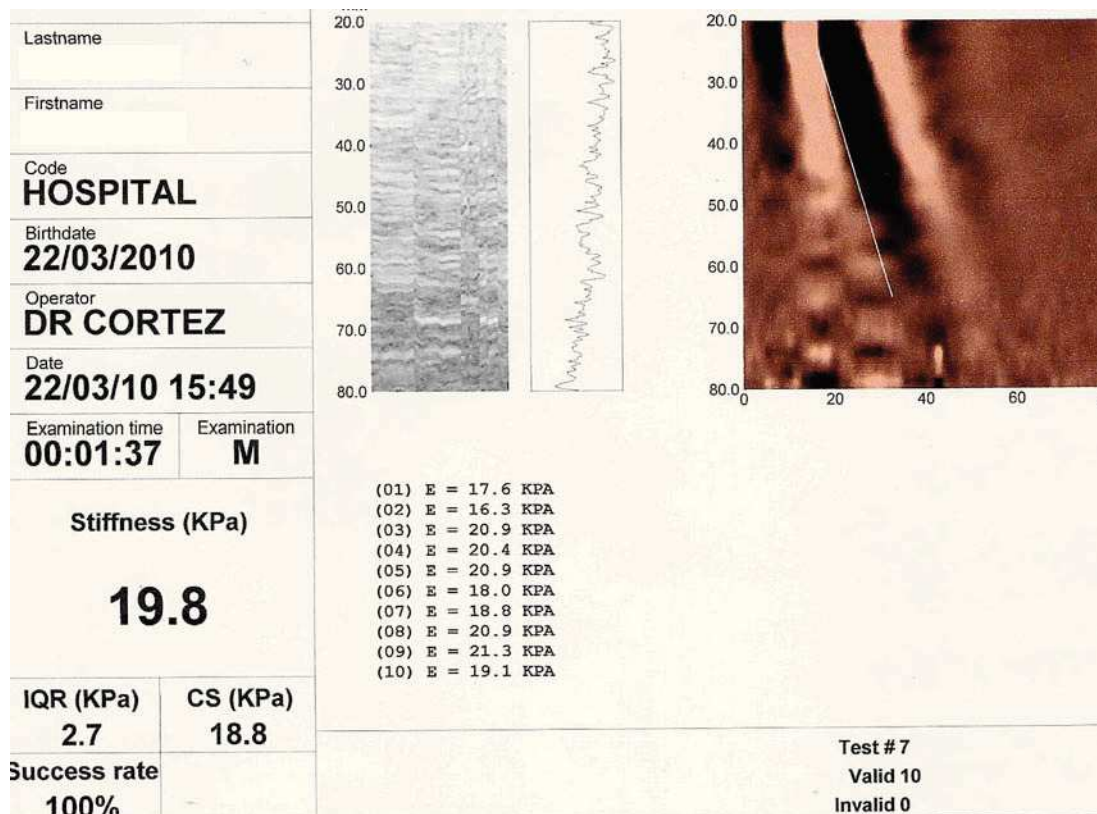 Lastname
Firstname
Code
HOSPITAL
Birthdate
22/03/2010
Operator
DR CORTEZ
Date
22/03/10 15:49
Examination time
00:01:37
Examination
M
Stiffness (KPa)
19.8
IQR (KPa)
2.7
CS (KPa)
18.8
Success rate
100%
20.0
30.0
40.0
50.0
60.0
70.0
80.0
20.0
30.0
40.0
50.0
60.0
70.0
80.0
0 20 40 60
(01) E = 17.6 KPA
(02) E = 16.3 KPA
(03) E = 20.9 KPA
(04) E = 20.4 KPA
(05) E = 20.9 KPA
(06) E = 18.0 KPA
(07) E = 18.8 KPA
(08) E = 20.9 KPA
(09) E = 21.3 KPA
(10) E = 19.1 KPA
Test # 7
Valid 10
Invalid 0